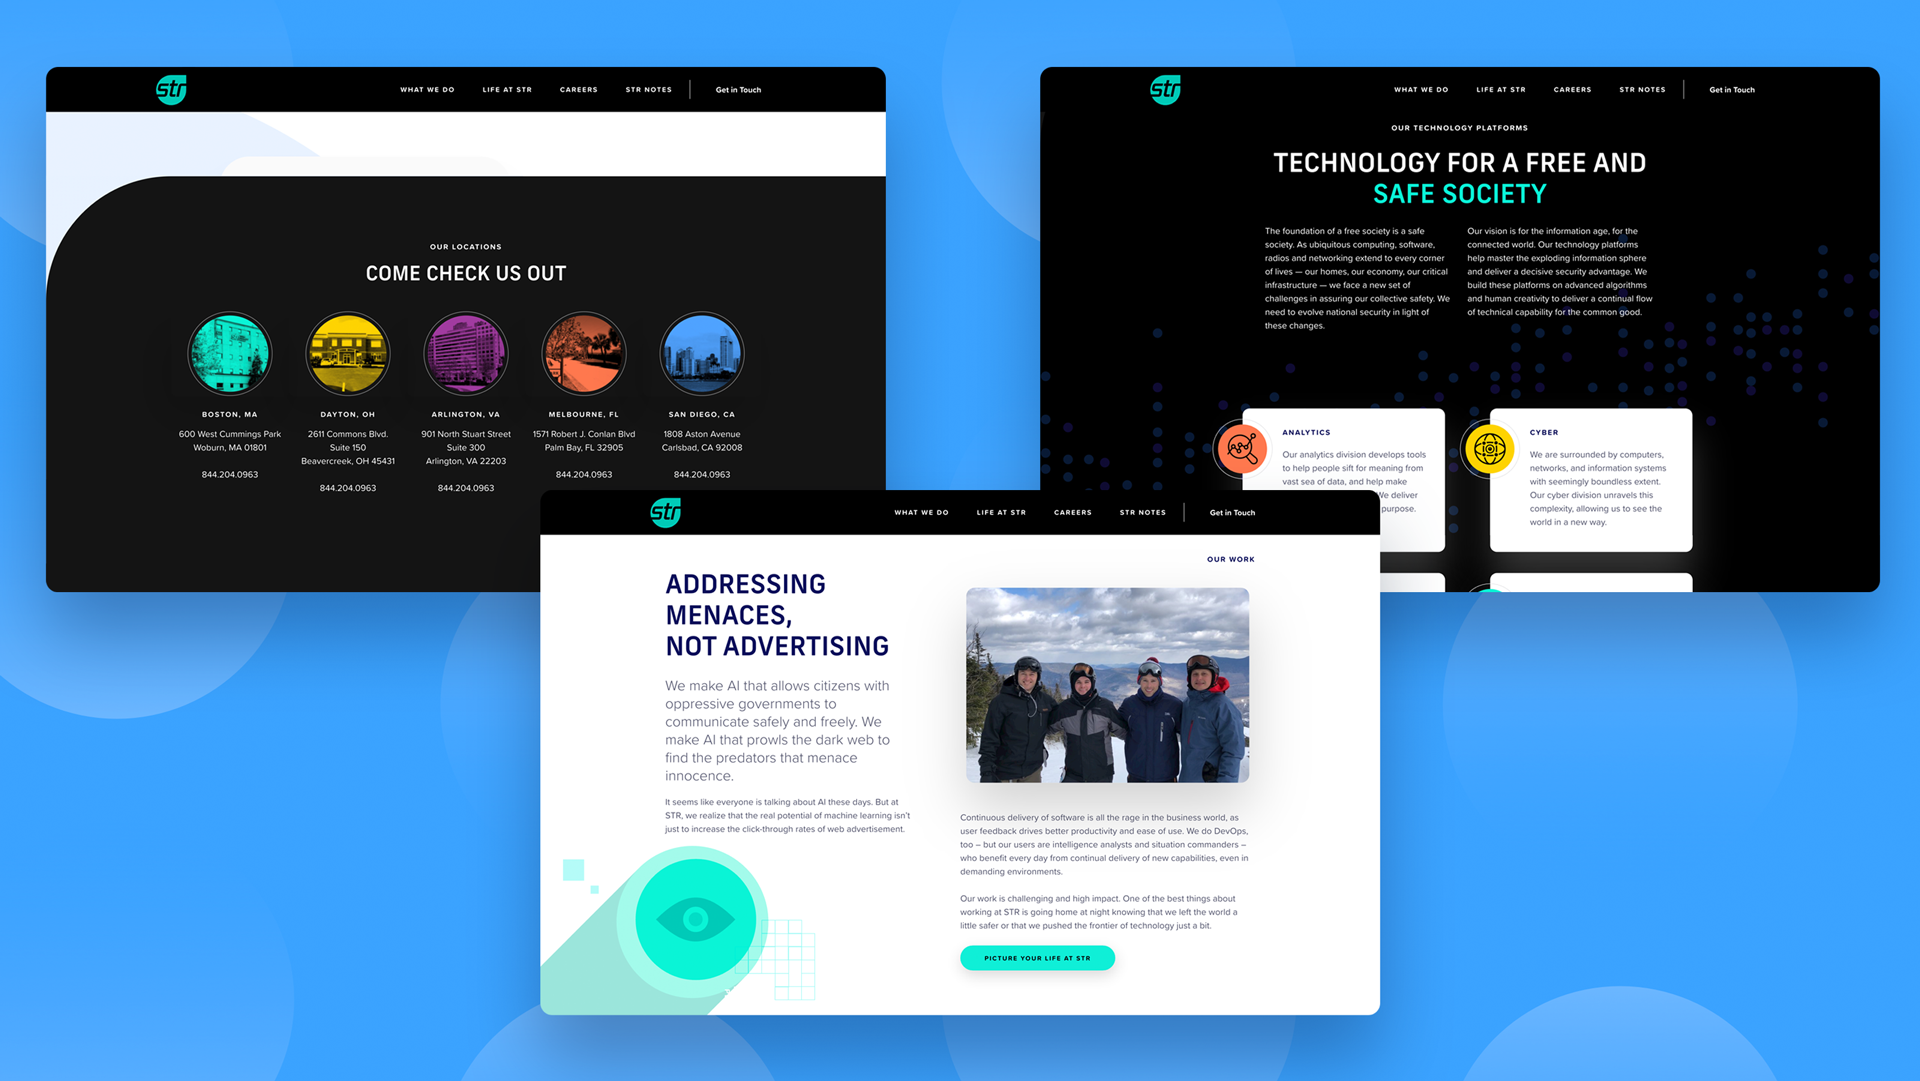 str
WHAT WE DO
LIFE AT STR
CAREERS
STR NOTES
Get in Touch
OUR LOCATIONS
COME CHECK US OUT
BOSTON, MA
600 West Cummings Park
Woburn, MA 01801
844.204.0963
DAYTON, OH
2611 Commons Blvd.
Suite 150
Beavercreek, OH 45431
844.204.0963
ARLINGTON, VA
901 North Stuart Street
Suite 300
Arlington, VA 22203
844.204.0963
MELBOURNE, FL
1571 Robert J. Conlan Blvd
Palm Bay, FL 32905
844.204.0963
SAN DIEGO, CA
1808 Aston Avenue
Carlsbad, CA 92008
844.204.0963
str
WHAT WE DO
LIFE AT STR
CAREERS
STR NOTES
Get in Touch
OUR TECHNOLOGY PLATFORMS
TECHNOLOGY FOR A FREE AND
SAFE SOCIETY
The foundation of a free society is a safe
society. As ubiquitous computing, software,
radios and networking extend to every corner
of lives — our homes, our economy, our critical
infrastructure — we face a new set of
challenges in assuring our collective safety. We
need to evolve national security in light of
these changes.
Our vision is for the information age, for the
connected world. Our technology platforms
help master the exploding information sphere
and deliver a decisive security advantage. We
build these platforms on advanced algorithms
and human creativity to deliver a continual flow
of technical capability for the common good.
ANALYTICS
Our analytics division develops tools
to help people sift for meaning from
vast sea of data, and help make
We deliver
purpose.
CYBER
We are surrounded by computers,
networks, and information systems
with seemingly boundless extent.
Our cyber division unravels this
complexity, allowing us to see the
world in a new way.
str
WHAT WE DO
LIFE AT STR
CAREERS
STR NOTES
Get in Touch
ADDRESSING
MENACES,
NOT ADVERTISING
We make AI that allows citizens with
oppressive governments to
communicate safely and freely. We
make AI that prowls the dark web to
find the predators that menace
innocence.
It seems like everyone is talking about AI these days. But at
STR, we realize that the real potential of machine learning isn't
just to increase the click-through rates of web advertisement.
OUR WORK
Continuous delivery of software is all the rage in the business world, as
user feedback drives better productivity and ease of use. We do DevOps,
too – but our users are intelligence analysts and situation commanders –
who benefit every day from continual delivery of new capabilities, even in
demanding environments.
Our work is challenging and high impact. One of the best things about
working at STR is going home at night knowing that we left the world a
little safer or that we pushed the frontier of technology just a bit.
PICTURE YOUR LIFE AT STR